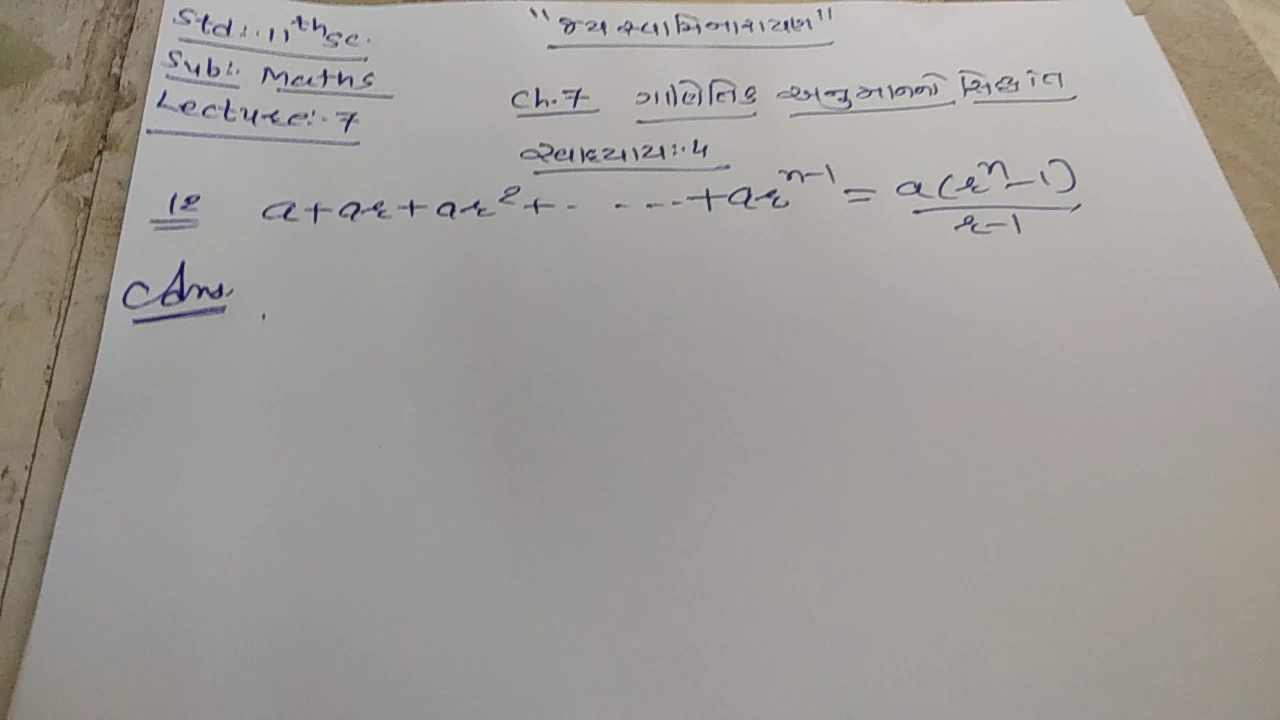 Std:. 11th sc.
"જય સ્વામિનારાયણ"
Sub:. Maths
Lecture:. 7
Ch. 7 ગાણિતિક અનુમાનનો સિદ્ધાંત
સ્વાધ્યાય:. 4
12 a+ar+ar²+. . ...+arⁿ⁻¹ = a(rⁿ-1)/r-1
Ans.